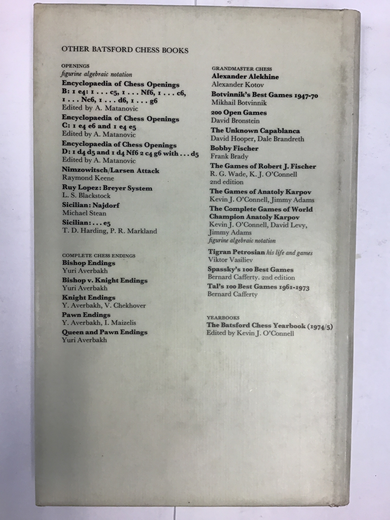 OTHER BATSFORD CHESS BOOKS
OPENINGS
figurine algebraic notation
Encyclopaedia of Chess Openings
B: 1 e4: 1 . . . c5, 1 . . . Nf6, 1 . . . c6,
1 . . . Nc6, 1 . . . d6, 1 . . . g6
Edited by A. Matanovic
Encyclopaedia of Chess Openings
C: 1 e4 e6 and 1 e4 e5
Edited by A. Matanovic
Encyclopaedia of Chess Openings
D: 1 d4 d5 and 1 d4 Nf6 2 c4 g6 with . . . d5
Edited by A. Matanovic
Nimzowitsch/Larsen Attack
Raymond Keene
Ruy Lopez: Breyer System
L. S. Blackstock
Sicilian: Najdorf
Michael Stean
Sicilian: . . . e5
T. D. Harding, P. R. Markland
COMPLETE CHESS ENDINGS
Bishop Endings
Yuri Averbakh
Bishop v. Knight Endings
Yuri Averbakh
Knight Endings
Y. Averbakh, V. Chekhover
Pawn Endings
Y. Averbakh, I. Maizelis
Queen and Pawn Endings
Yuri Averbakh
GRANDMASTER CHESS
Alexander Alekhine
Alexander Kotov
Botvinnik's Best Games 1947-70
Mikhail Botvinnik
200 Open Games
David Bronstein
The Unknown Capablanca
David Hooper, Dale Brandreth
Bobby Fischer
Frank Brady
The Games of Robert J. Fischer
R. G. Wade, K. J. O'Connell
2nd edition
The Games of Anatoly Karpov
Kevin J. O'Connell, Jimmy Adams
The Complete Games of World
Champion Anatoly Karpov
Kevin J. O'Connell, David Levy,
Jimmy Adams
figurine algebraic notation
Tigran Petrosian his life and games
Viktor Vasiliev
Spassky's 100 Best Games
Bernard Cafferty. 2nd edition
Tal's 100 Best Games 1961-1973
Bernard Cafferty
YEARBOOKS
The Batsford Chess Yearbook (1974/5)
Edited by Kevin J. O'Connell